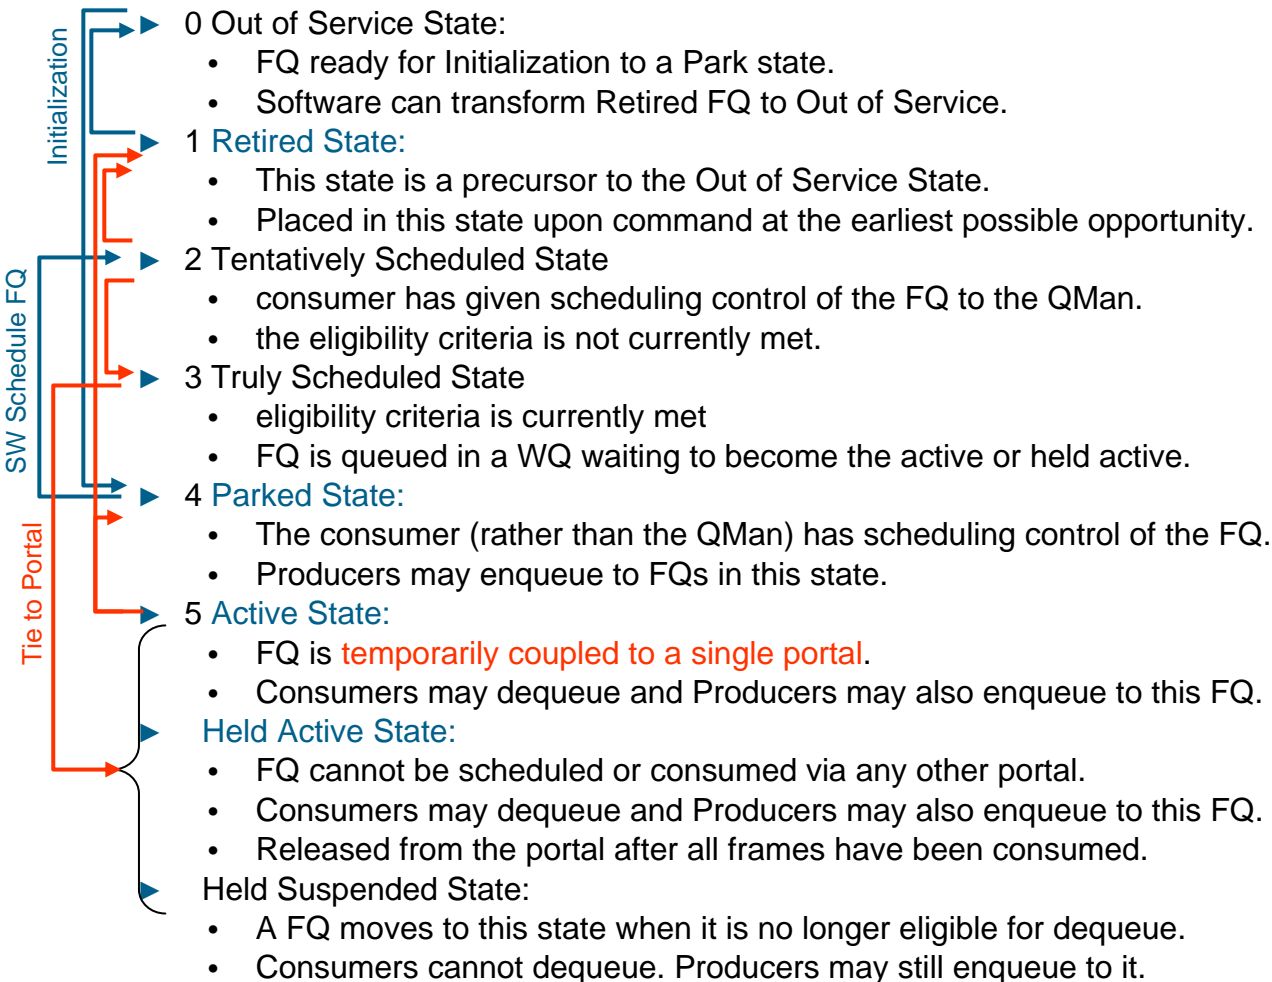 Initialization
SW Schedule FQ
Tie to Portal
0 Out of Service State:
• FQ ready for Initialization to a Park state.
• Software can transform Retired FQ to Out of Service.
1 Retired State:
• This state is a precursor to the Out of Service State.
• Placed in this state upon command at the earliest possible opportunity.
2 Tentatively Scheduled State
• consumer has given scheduling control of the FQ to the QMan.
• the eligibility criteria is not currently met.
3 Truly Scheduled State
• eligibility criteria is currently met
• FQ is queued in a WQ waiting to become the active or held active.
4 Parked State:
• The consumer (rather than the QMan) has scheduling control of the FQ.
• Producers may enqueue to FQs in this state.
5 Active State:
• FQ is temporarily coupled to a single portal.
• Consumers may dequeue and Producers may also enqueue to this FQ.
Held Active State:
• FQ cannot be scheduled or consumed via any other portal.
• Consumers may dequeue and Producers may also enqueue to this FQ.
• Released from the portal after all frames have been consumed.
Held Suspended State:
• A FQ moves to this state when it is no longer eligible for dequeue.
• Consumers cannot dequeue. Producers may still enqueue to it.